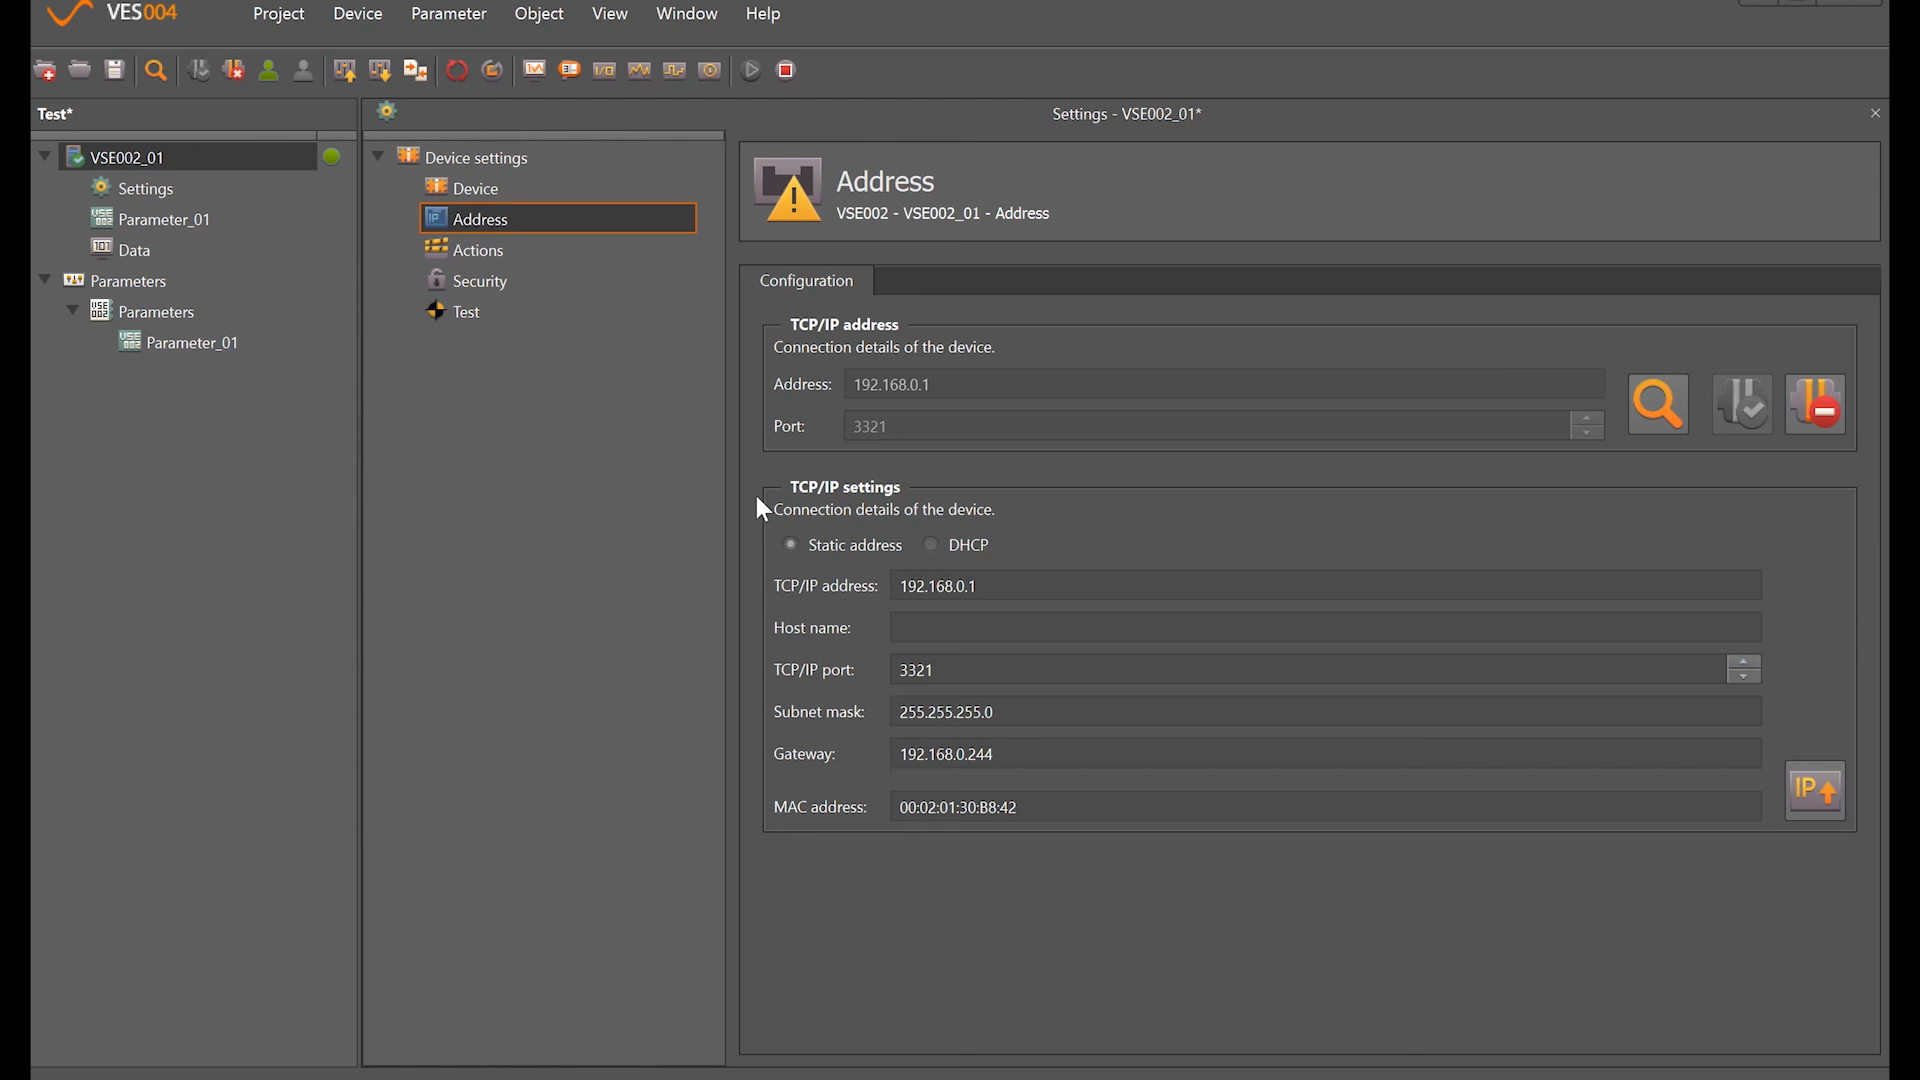 VES004
Project Device Parameter Object View Window Help
Test*
Settings - VSE002_01*
VSE002_01
Settings
Parameter_01
Data
Parameters
Parameters
Parameter_01
Device settings
Device
Address
Actions
Security
Test
Address
VSE002 - VSE002_01 - Address
Configuration
TCP/IP address
Connection details of the device.
Address: 192.168.0.1
Port: 3321
TCP/IP settings
Connection details of the device.
Static address DHCP
TCP/IP address: 192.168.0.1
Host name:
TCP/IP port: 3321
Subnet mask: 255.255.255.0
Gateway: 192.168.0.244
MAC address: 00:02:01:30:B8:42
IP